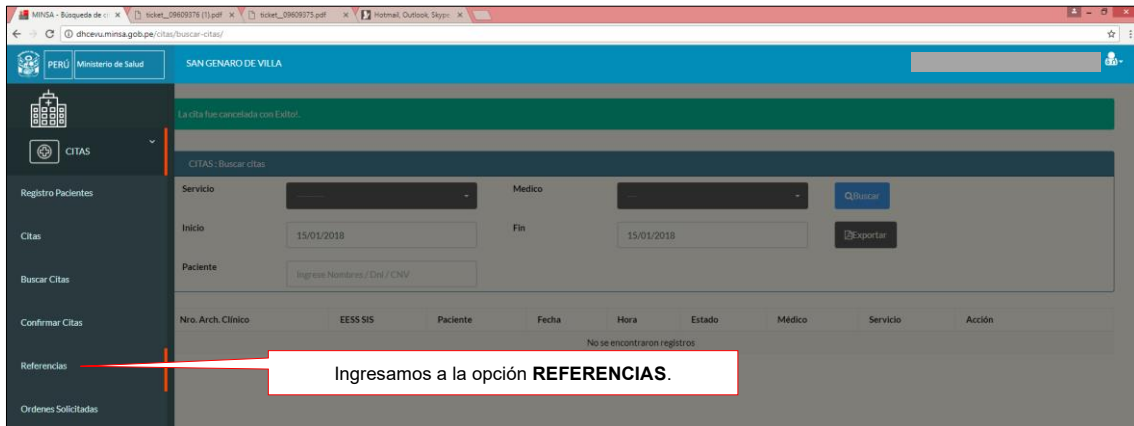 MINSA - Búsqueda de ci
ticket__09609376 (1).pdf
ticket__09609375.pdf
Hotmail, Outlook, Skype
dhcevu.minsa.gob.pe/citas/buscar-citas/
PERÚ Ministerio de Salud
SAN GENARO DE VILLA
La cita fue cancelada con Exito!.
CITAS
CITAS : Buscar citas
Registro Pacientes
Servicio
---------
Medico
----
Buscar
Citas
Inicio
15/01/2018
Fin
15/01/2018
Exportar
Buscar Citas
Paciente
Ingrese Nombres / Dni / CNV
Confirmar Citas
Nro. Arch. Clínico EESS SIS Paciente Fecha Hora Estado Médico Servicio Acción
No se encontraron registros
Referencias
Ingresamos a la opción REFERENCIAS.
Ordenes Solicitadas